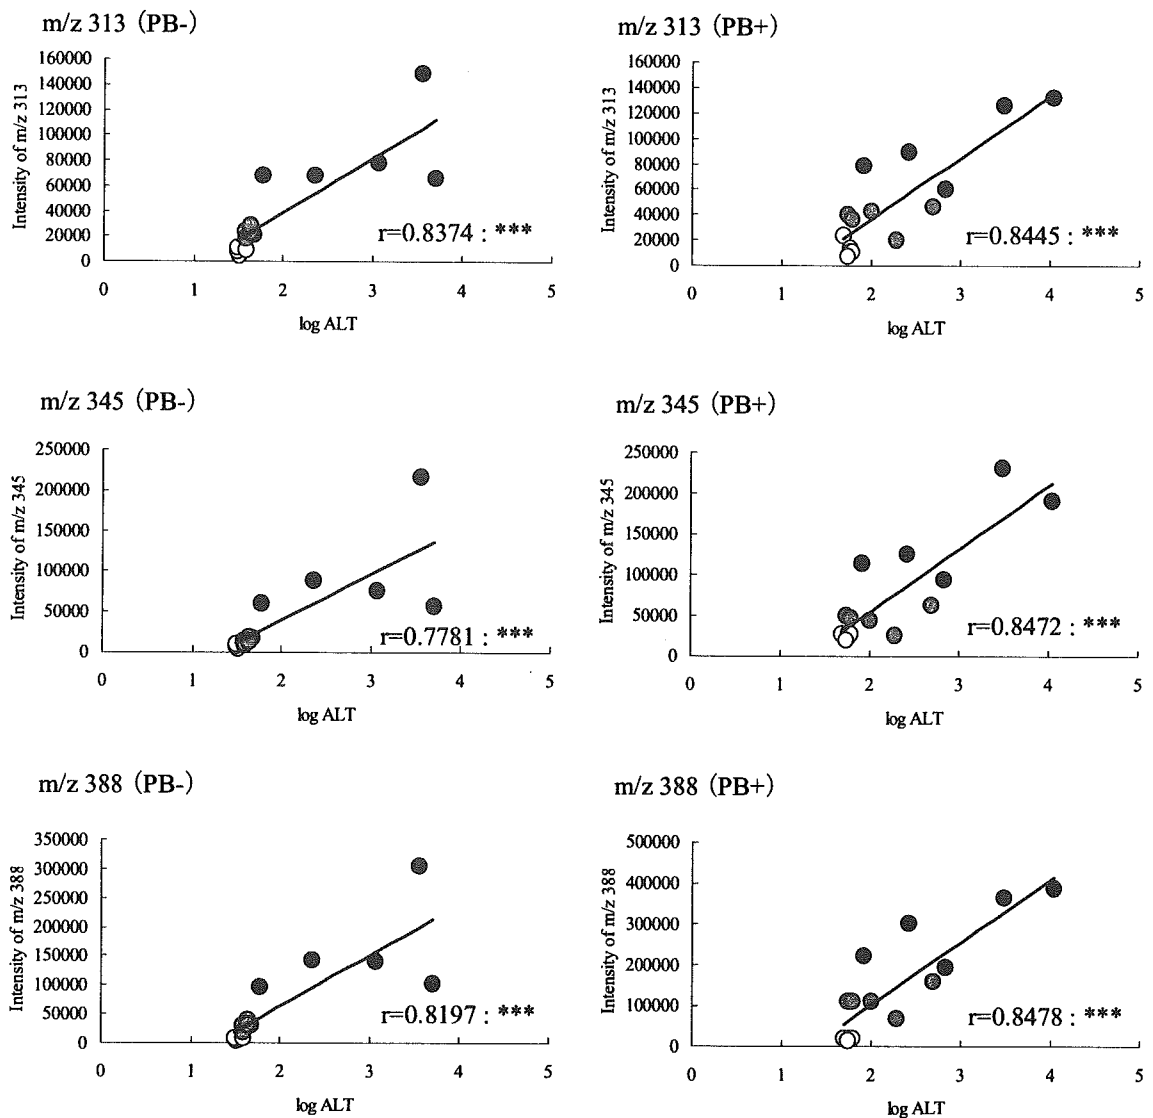 m/z 313 (PB-)
Intensity of m/z 313
160000
140000
120000
100000
80000
60000
40000
20000
0
r=0.8374 : ***
0 1 2 3 4 5
log ALT
m/z 313 (PB+)
Intensity of m/z 313
160000
140000
120000
100000
80000
60000
40000
20000
0
r=0.8445 : ***
0 1 2 3 4 5
log ALT
m/z 345 (PB-)
Intensity of m/z 345
250000
200000
150000
100000
50000
0
r=0.7781 : ***
0 1 2 3 4 5
log ALT
m/z 345 (PB+)
Intensity of m/z 345
250000
200000
150000
100000
50000
0
r=0.8472 : ***
0 1 2 3 4 5
log ALT
m/z 388 (PB-)
Intensity of m/z 388
350000
300000
250000
200000
150000
100000
50000
0
r=0.8197 : ***
0 1 2 3 4 5
log ALT
m/z 388 (PB+)
Intensity of m/z 388
500000
400000
300000
200000
100000
0
r=0.8478 : ***
0 1 2 3 4 5
log ALT